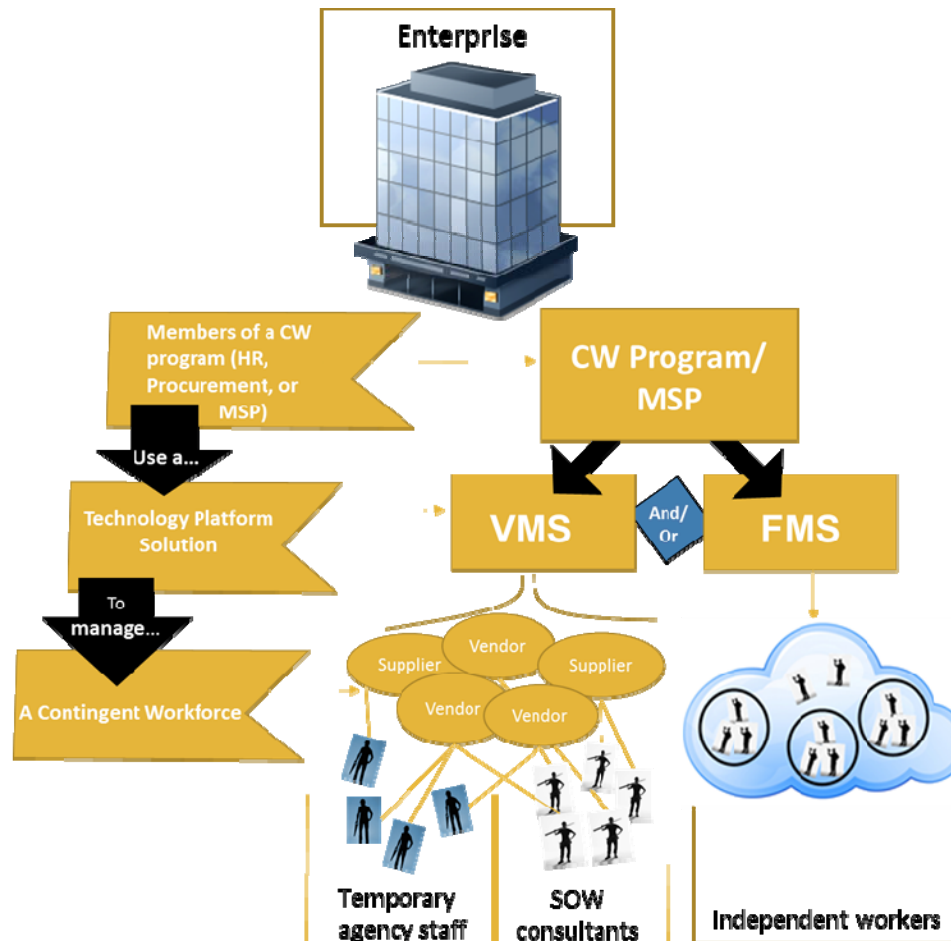 Enterprise
Members of a CW
program (HR,
Procurement, or
MSP)
CW Program/
MSP
Use a...
Technology Platform
Solution
VMS
And/
Or
FMS
To
manage...
A Contingent Workforce
Supplier
Vendor
Supplier
Vendor
Vendor
Temporary
agency staff
SOW
consultants
Independent workers